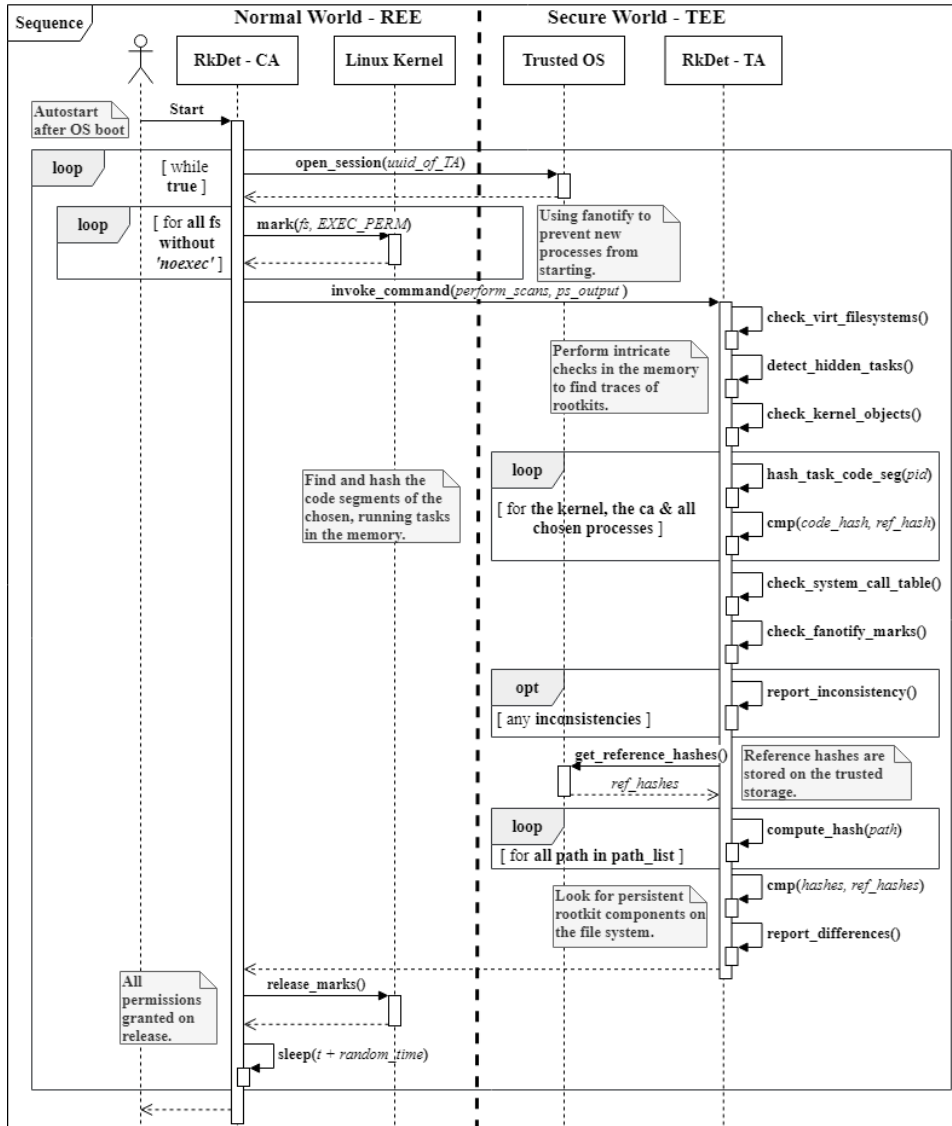 Normal World - REE
Secure World - TEE
Sequence
RkDet - CA
Linux Kernel
Trusted OS
RkDet - TA
Autostart
after OS boot
Start
loop
[ while
true ]
open_session(uuid_of_TA)
loop
[ for all fs
without
'noexec' ]
mark(fs, EXEC_PERM)
Using fanotify to
prevent new
processes from
starting.
invoke_command(perform_scans, ps_output )
check_virt_filesystems()
Perform intricate
checks in the memory
to find traces of
rootkits.
detect_hidden_tasks()
check_kernel_objects()
Find and hash the
code segments of the
chosen, running tasks
in the memory.
loop
[ for the kernel, the ca & all
chosen processes ]
hash_task_code_seg(pid)
cmp(code_hash, ref_hash)
check_system_call_table()
check_fanotify_marks()
opt
[ any inconsistencies ]
report_inconsistency()
get_reference_hashes()
ref_hashes
Reference hashes are
stored on the trusted
storage.
loop
[ for all path in path_list ]
compute_hash(path)
Look for persistent
rootkit components on
the file system.
cmp(hashes, ref_hashes)
report_differences()
All
permissions
granted on
release.
release_marks()
sleep(t + random_time)